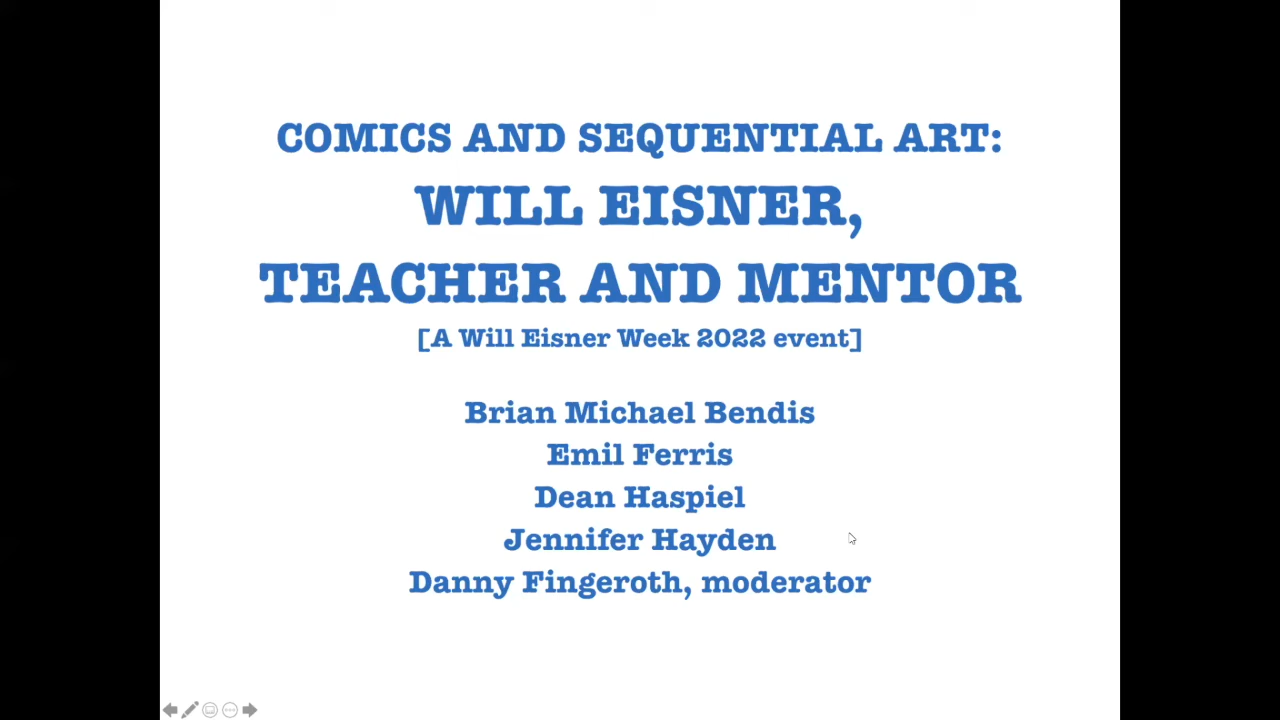 COMICS AND SEQUENTIAL ART:
WILL EISNER,
TEACHER AND MENTOR
[A Will Eisner Week 2022 event]
Brian Michael Bendis
Emil Ferris
Dean Haspiel
Jennifer Hayden
Danny Fingeroth, moderator